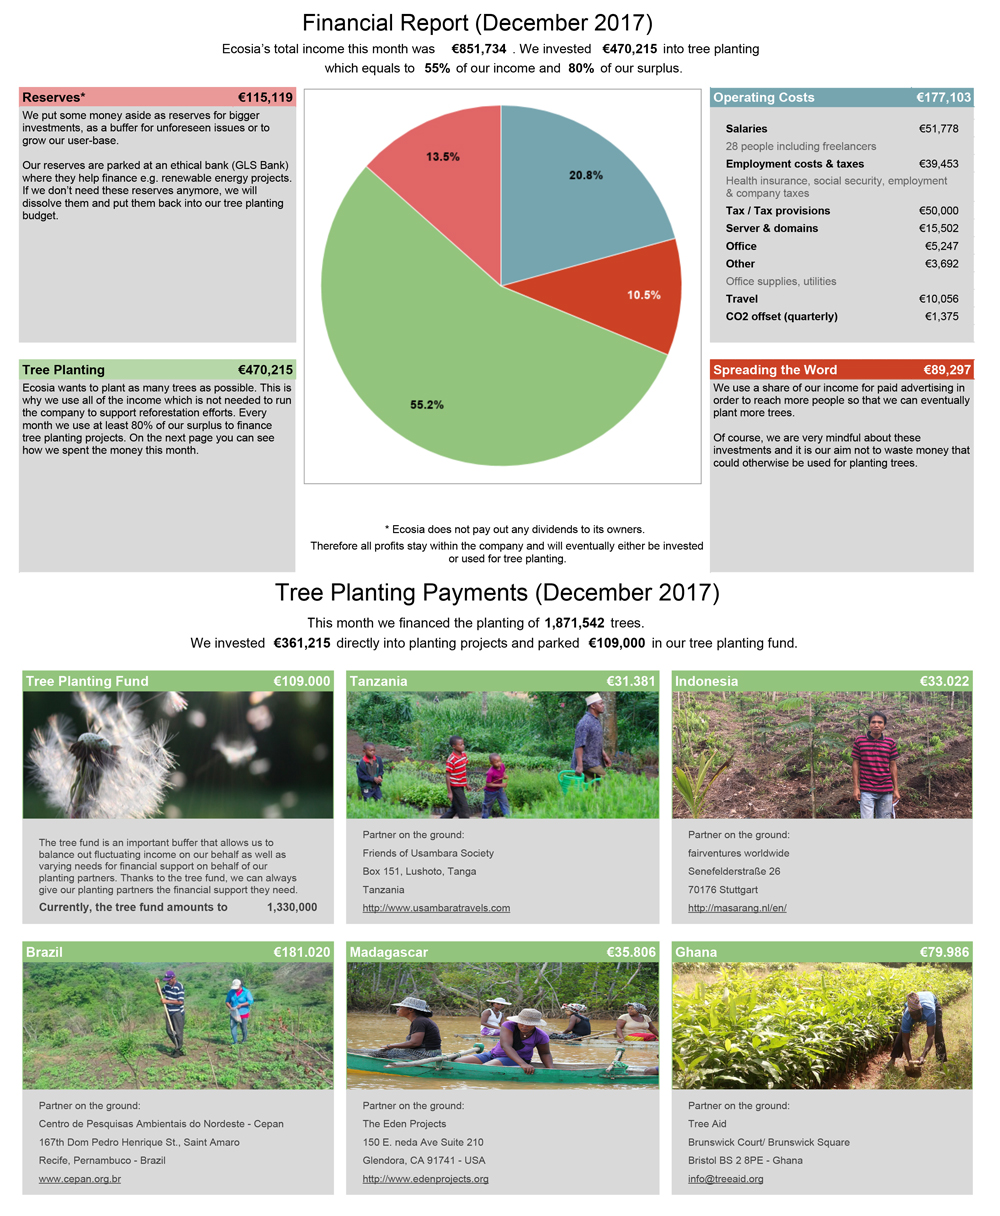 Financial Report (December 2017)
Ecosia's total income this month was €851,734 . We invested €470,215 into tree planting
which equals to 55% of our income and 80% of our surplus.
Reserves* €115,119
We put some money aside as reserves for bigger
investments, as a buffer for unforeseen issues or to
grow our user-base.
Our reserves are parked at an ethical bank (GLS Bank)
where they help finance e.g. renewable energy projects.
If we don't need these reserves anymore, we will
dissolve them and put them back into our tree planting
budget.
Tree Planting €470,215
Ecosia wants to plant as many trees as possible. This is
why we use all of the income which is not needed to run
the company to support reforestation efforts. Every
month we use at least 80% of our surplus to finance
tree planting projects. On the next page you can see
how we spent the money this month.
13.5%
20.8%
10.5%
55.2%
* Ecosia does not pay out any dividends to its owners.
Therefore all profits stay within the company and will eventually either be invested
or used for tree planting.
Operating Costs €177,103
Salaries €51,778
28 people including freelancers
Employment costs & taxes €39,453
Health insurance, social security, employment
& company taxes
Tax / Tax provisions €50,000
Server & domains €15,502
Office €5,247
Other €3,692
Office supplies, utilities
Travel €10,056
CO2 offset (quarterly) €1,375
Spreading the Word €89,297
We use a share of our income for paid advertising in
order to reach more people so that we can eventually
plant more trees.
Of course, we are very mindful about these
investments and it is our aim not to waste money that
could otherwise be used for planting trees.
Tree Planting Payments (December 2017)
This month we financed the planting of 1,871,542 trees.
We invested €361,215 directly into planting projects and parked €109,000 in our tree planting fund.
Tree Planting Fund €109.000
The tree fund is an important buffer that allows us to
balance out fluctuating income on our behalf as well as
varying needs for financial support on behalf of our
planting partners. Thanks to the tree fund, we can always
give our planting partners the financial support they need.
Currently, the tree fund amounts to 1,330,000
Tanzania €31.381
Partner on the ground:
Friends of Usambara Society
Box 151, Lushoto, Tanga
Tanzania
http://www.usambaratravels.com
Indonesia €33.022
Partner on the ground:
fairventures worldwide
Senefelderstraße 26
70176 Stuttgart
http://masarang.nl/en/
Brazil €181.020
Partner on the ground:
Centro de Pesquisas Ambientais do Nordeste - Cepan
167th Dom Pedro Henrique St., Saint Amaro
Recife, Pernambuco - Brazil
www.cepan.org.br
Madagascar €35.806
Partner on the ground:
The Eden Projects
150 E. neda Ave Suite 210
Glendora, CA 91741 - USA
http://www.edenprojects.org
Ghana €79.986
Partner on the ground:
Tree Aid
Brunswick Court/ Brunswick Square
Bristol BS 2 8PE - Ghana
info@treeaid.org